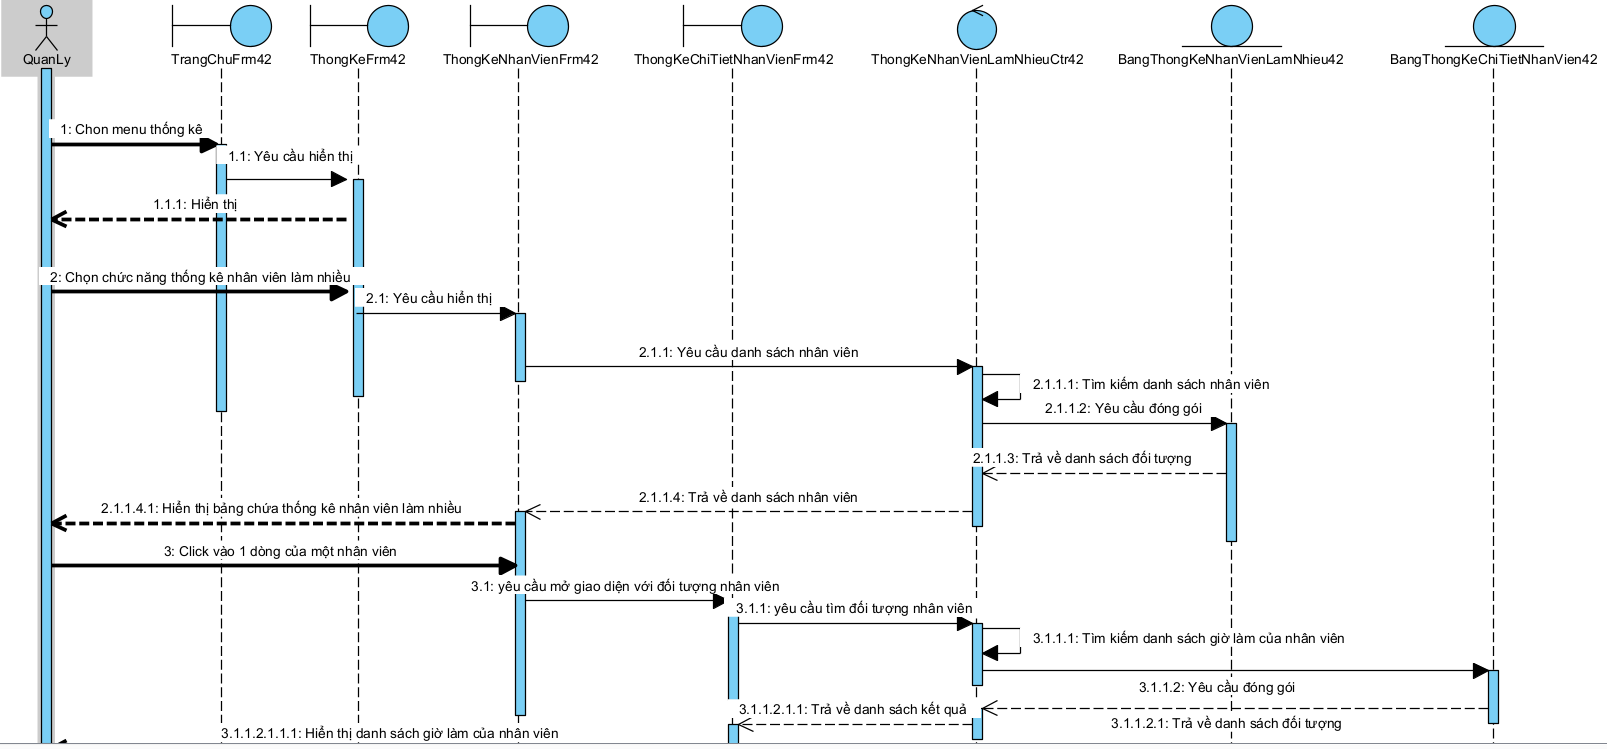 QuanLy
TrangChuFrm42
ThongKeFrm42
ThongKeNhanVienFrm42
ThongKeChiTietNhanVienFrm42
ThongKeNhanVienLamNhieuCtr42
BangThongKeNhanVienLamNhieu42
BangThongKeChiTietNhanVien42
1: Chon menu thống kê
1.1: Yêu cầu hiển thị
1.1.1: Hiển thị
2: Chọn chức năng thống kê nhân viên làm nhiều
2.1: Yêu cầu hiển thị
2.1.1: Yêu cầu danh sách nhân viên
2.1.1.1: Tìm kiếm danh sách nhân viên
2.1.1.2: Yêu cầu đóng gói
2.1.1.3: Trả về danh sách đối tượng
2.1.1.4: Trả về danh sách nhân viên
2.1.1.4.1: Hiển thị bảng chứa thống kê nhân viên làm nhiều
3: Click vào 1 dòng của một nhân viên
3.1: yêu cầu mở giao diện với đối tượng nhân viên
3.1.1: yêu cầu tìm đối tượng nhân viên
3.1.1.1: Tìm kiếm danh sách giờ làm của nhân viên
3.1.1.2: Yêu cầu đóng gói
3.1.1.2.1.1: Trả về danh sách kết quả
3.1.1.2.1: Trả về danh sách đối tượng
3.1.1.2.1.1.1: Hiển thị danh sách giờ làm của nhân viên